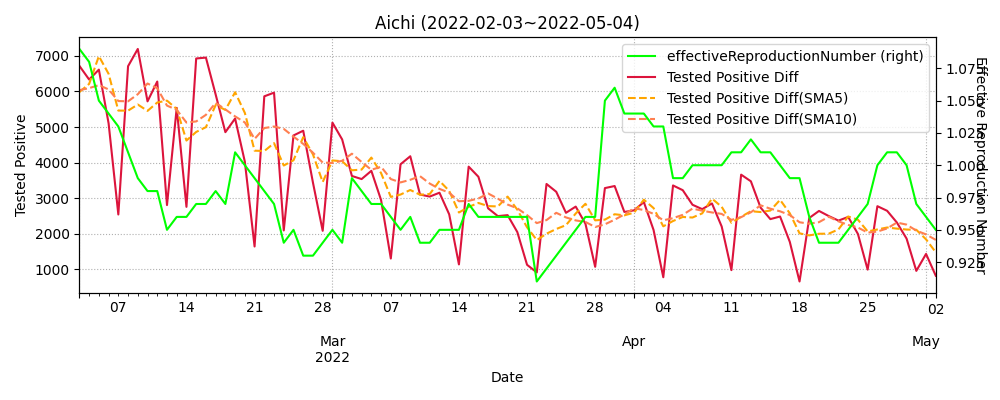 Aichi (2022-02-03~2022-05-04)
effectiveReproductionNumber (right)
Tested Positive Diff
Tested Positive Diff(SMA5)
Tested Positive Diff(SMA10)
Tested Positive
7000
6000
5000
4000
3000
2000
1000
Effective Reproduction Number
1.075
1.050
1.025
1.000
0.975
0.950
0.925
07 14 21 28 07 14 21 28 04 11 18 25 02
Mar Apr May
2022
Date